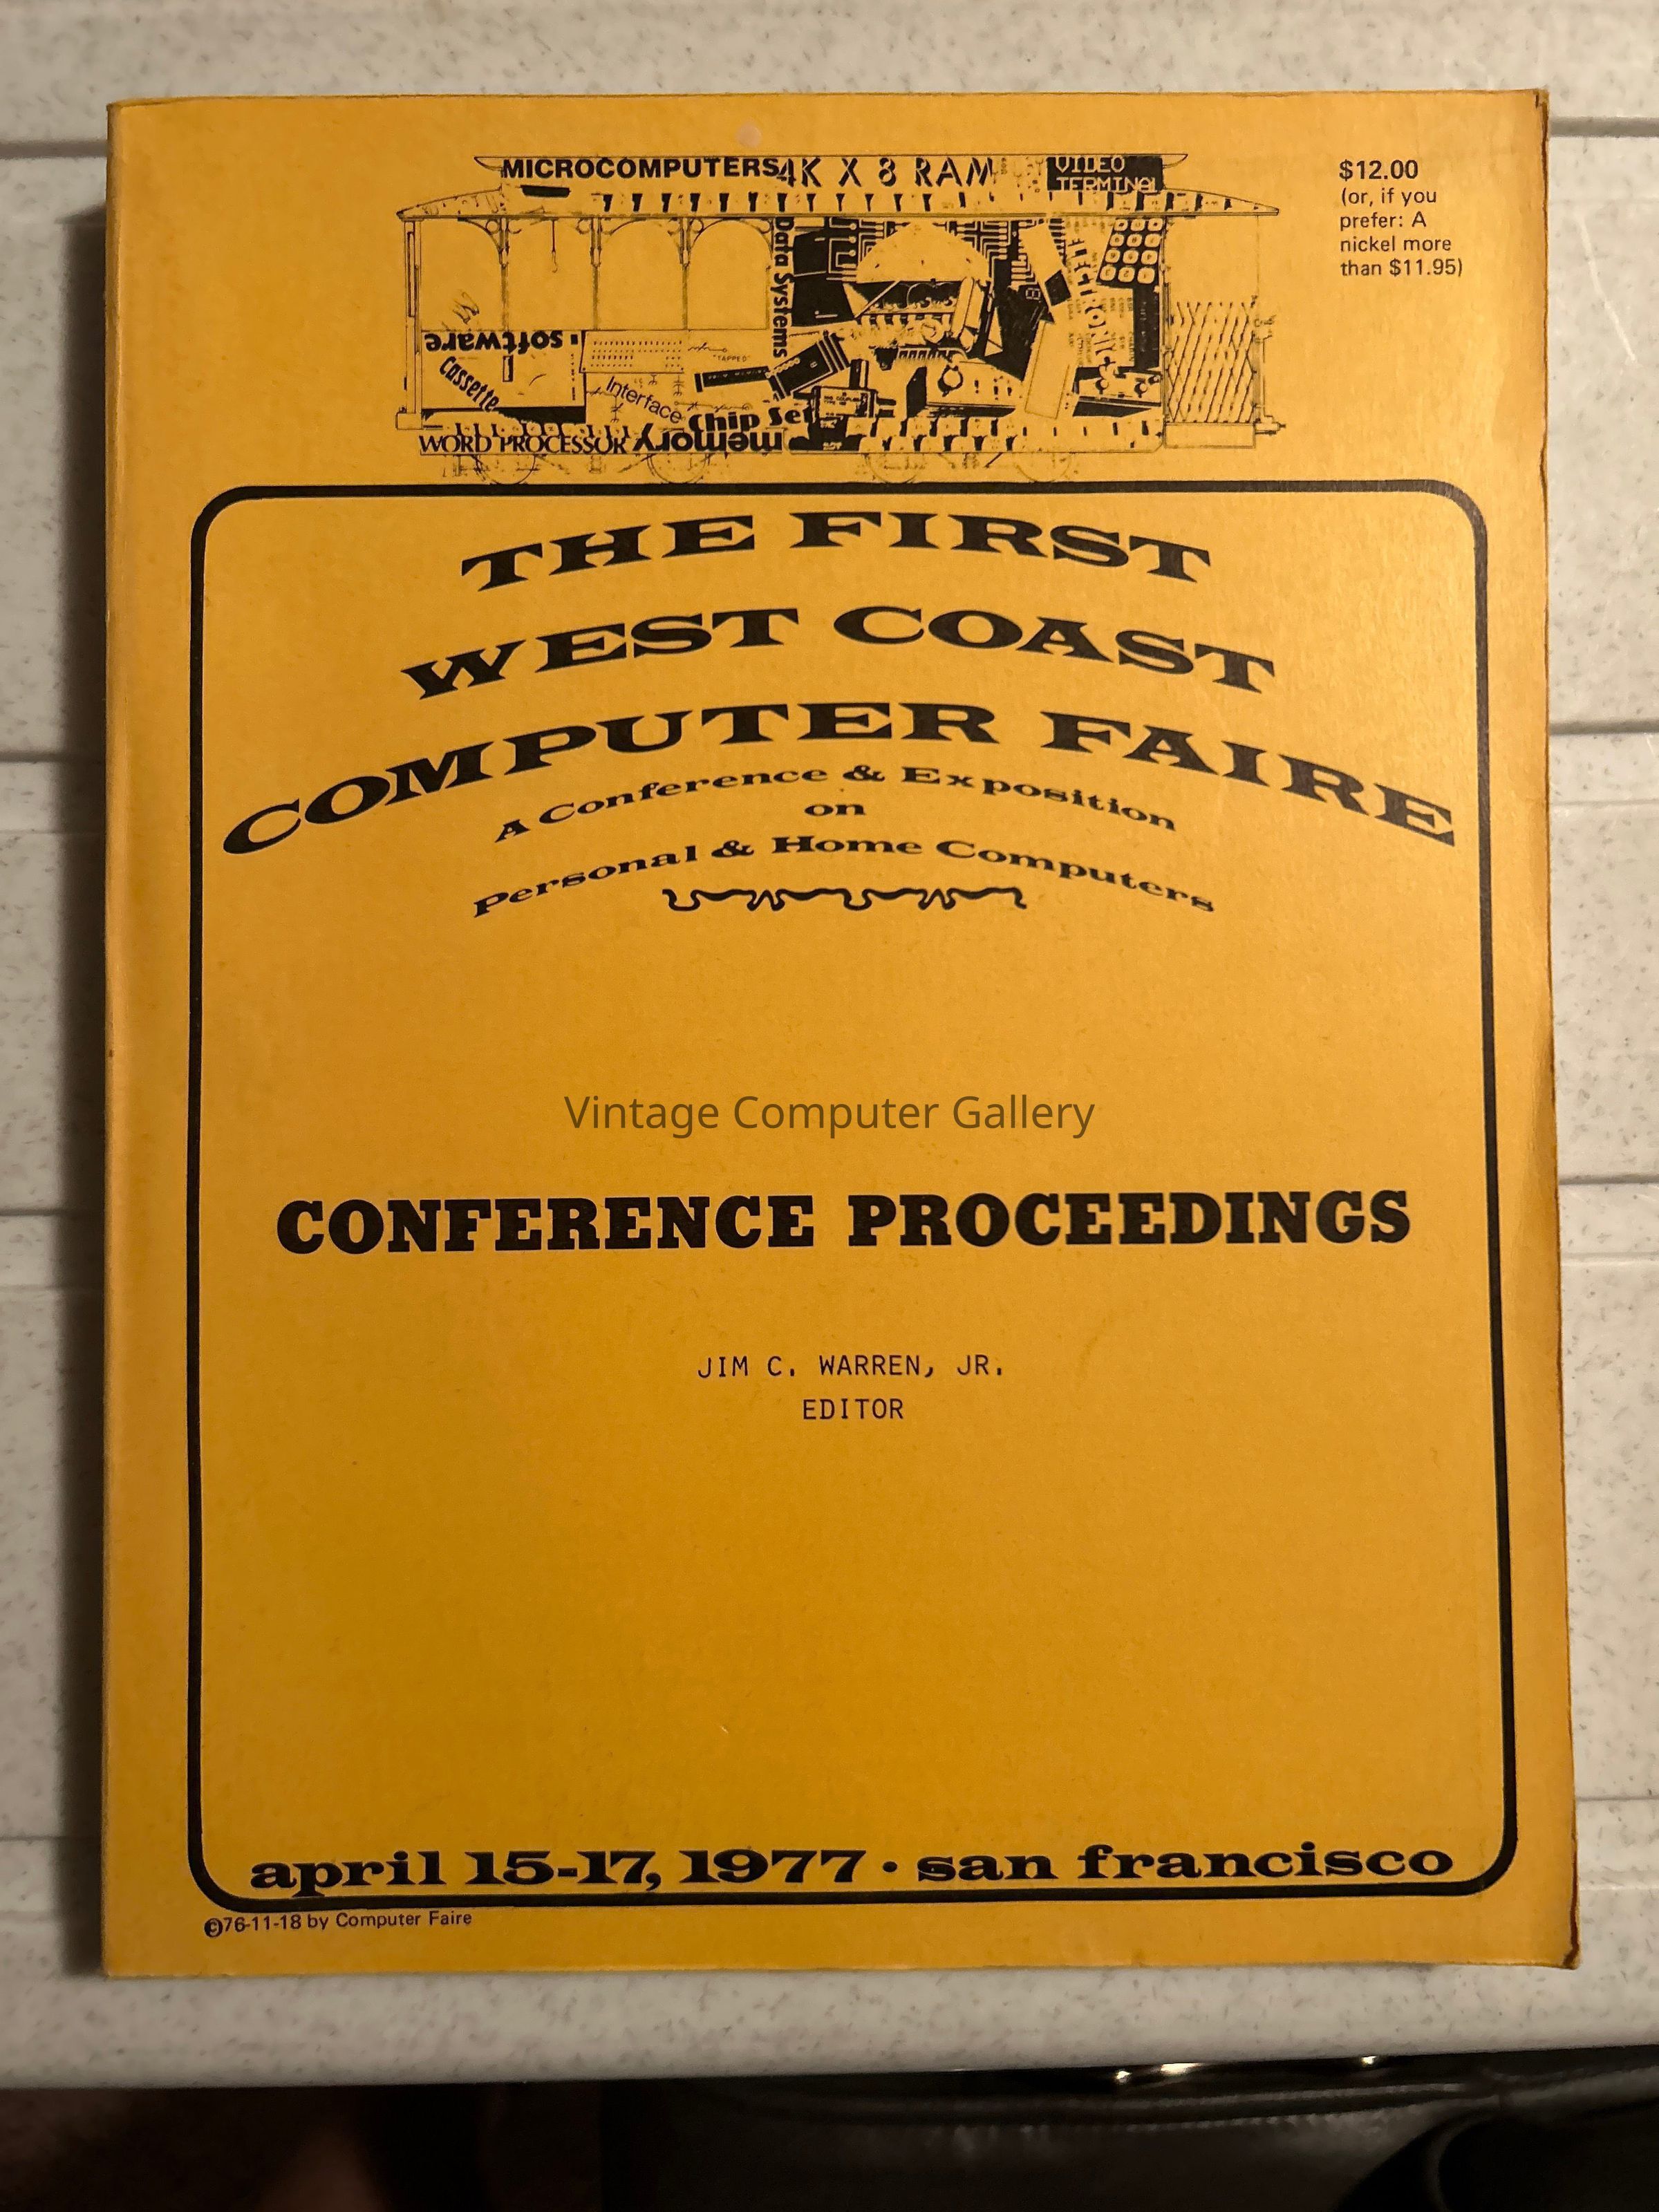 MICROCOMPUTERS 4K X 8 RAM VIDEO
TERMINAL
$12.00
(or, if you
prefer: A
nickel more
than $11.95)
Data Systems
ELECTRONIC
software
"TAPPED"
Cassette
Interface
Chip Set
WORD PROCESSOR memory
THE FIRST
WEST COAST
COMPUTER FAIRE
A Conference & Exposition
on
Personal & Home Computers
Vintage Computer Gallery
CONFERENCE PROCEEDINGS
JIM C. WARREN, JR.
EDITOR
april 15-17, 1977 • san francisco
©76-11-18 by Computer Faire